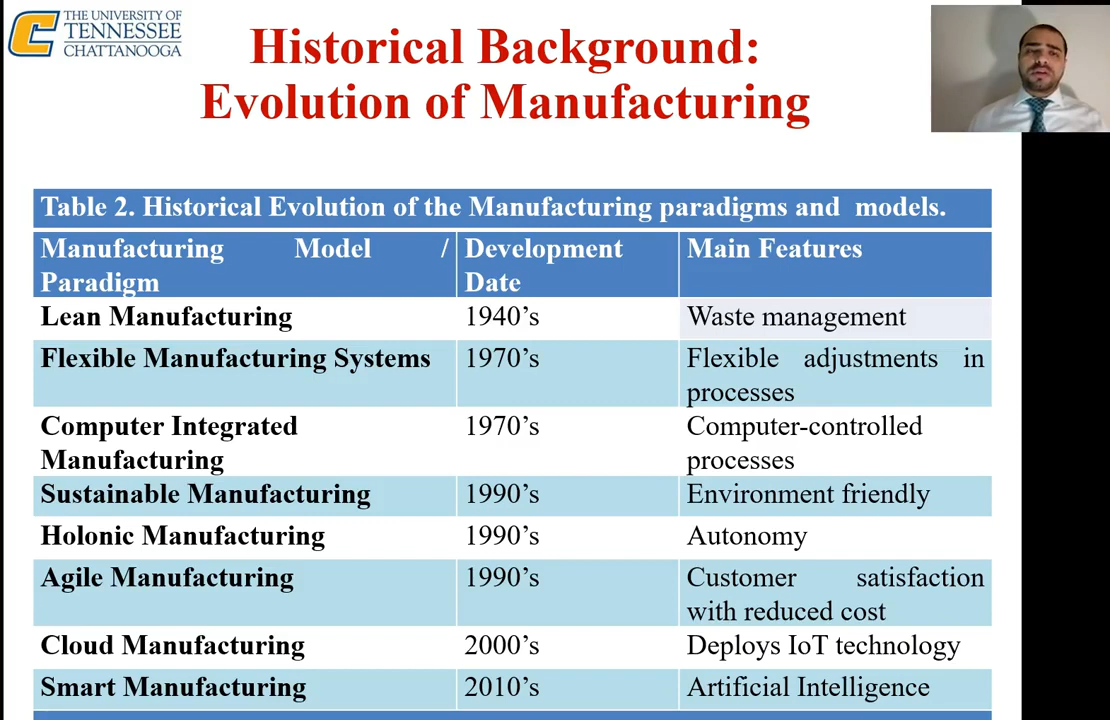 THE UNIVERSITY OF
TENNESSEE
CHATTANOOGA
Historical Background:
Evolution of Manufacturing
Table 2. Historical Evolution of the Manufacturing paradigms and models.
Manufacturing Model /
Paradigm
Development
Date
Main Features
Lean Manufacturing
1940’s
Waste management
Flexible Manufacturing Systems
1970’s
Flexible adjustments in
processes
Computer Integrated
Manufacturing
1970’s
Computer-controlled
processes
Sustainable Manufacturing
1990’s
Environment friendly
Holonic Manufacturing
1990’s
Autonomy
Agile Manufacturing
1990’s
Customer satisfaction
with reduced cost
Cloud Manufacturing
2000’s
Deploys IoT technology
Smart Manufacturing
2010’s
Artificial Intelligence